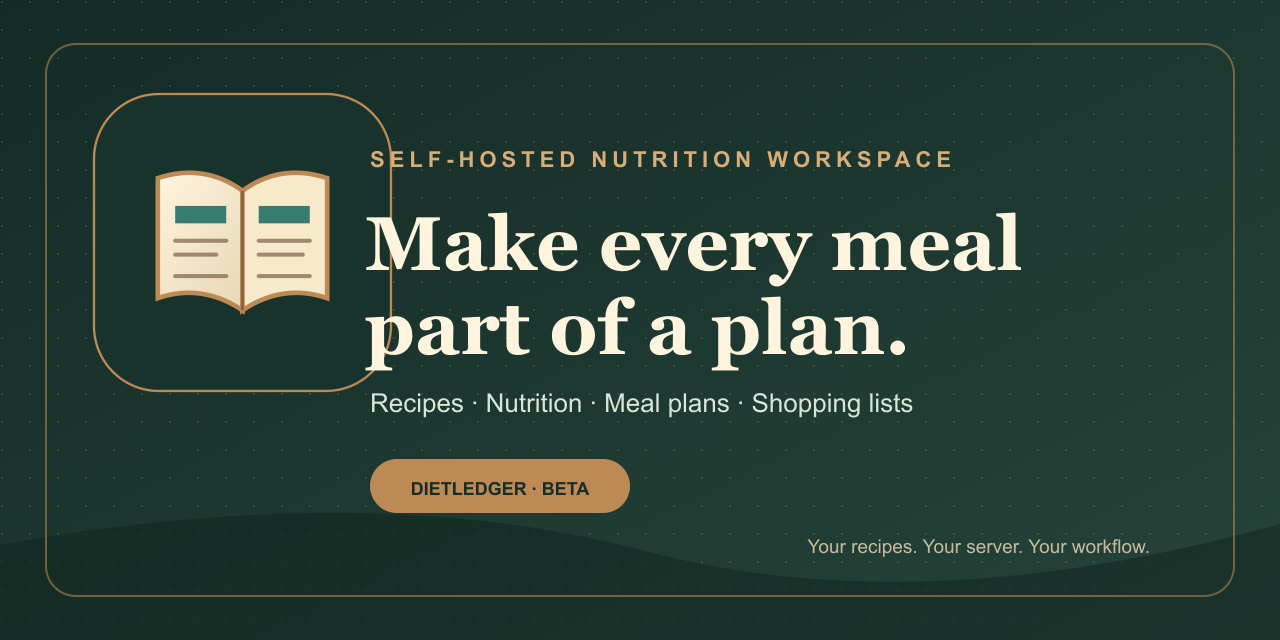 SELF-HOSTED NUTRITION WORKSPACE
Make every meal
part of a plan.
Recipes · Nutrition · Meal plans · Shopping lists
DIETLEDGER · BETA
Your recipes. Your server. Your workflow.